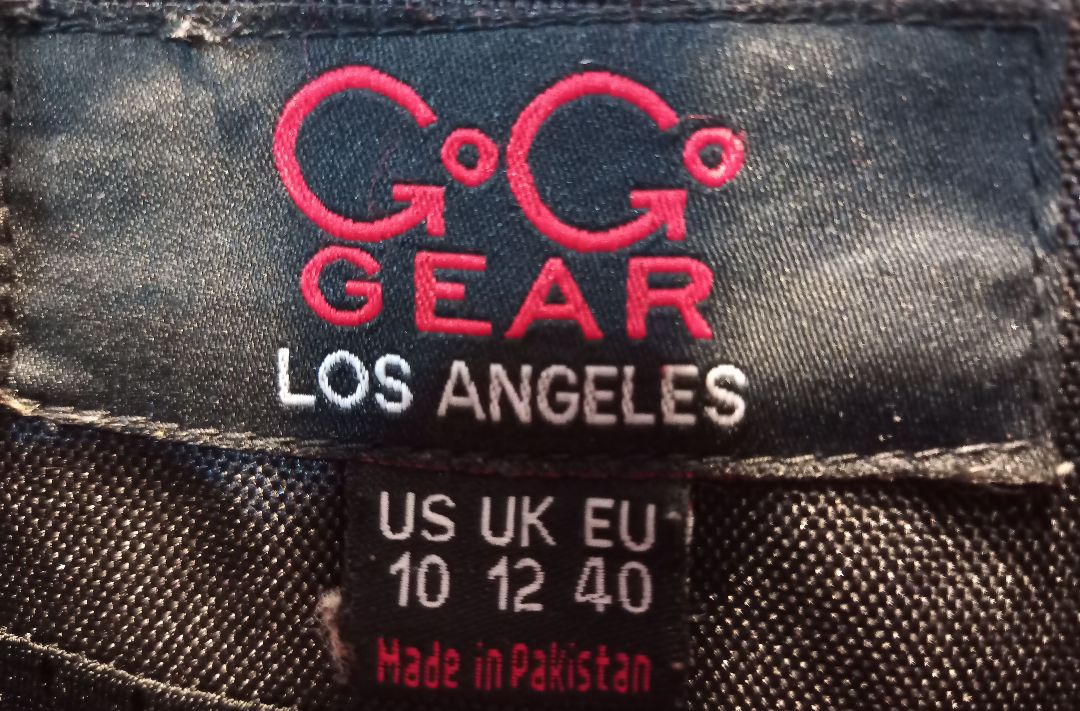 GoGo
GEAR
LOS ANGELES
US UK EU
10 12 40
Made in Pakistan